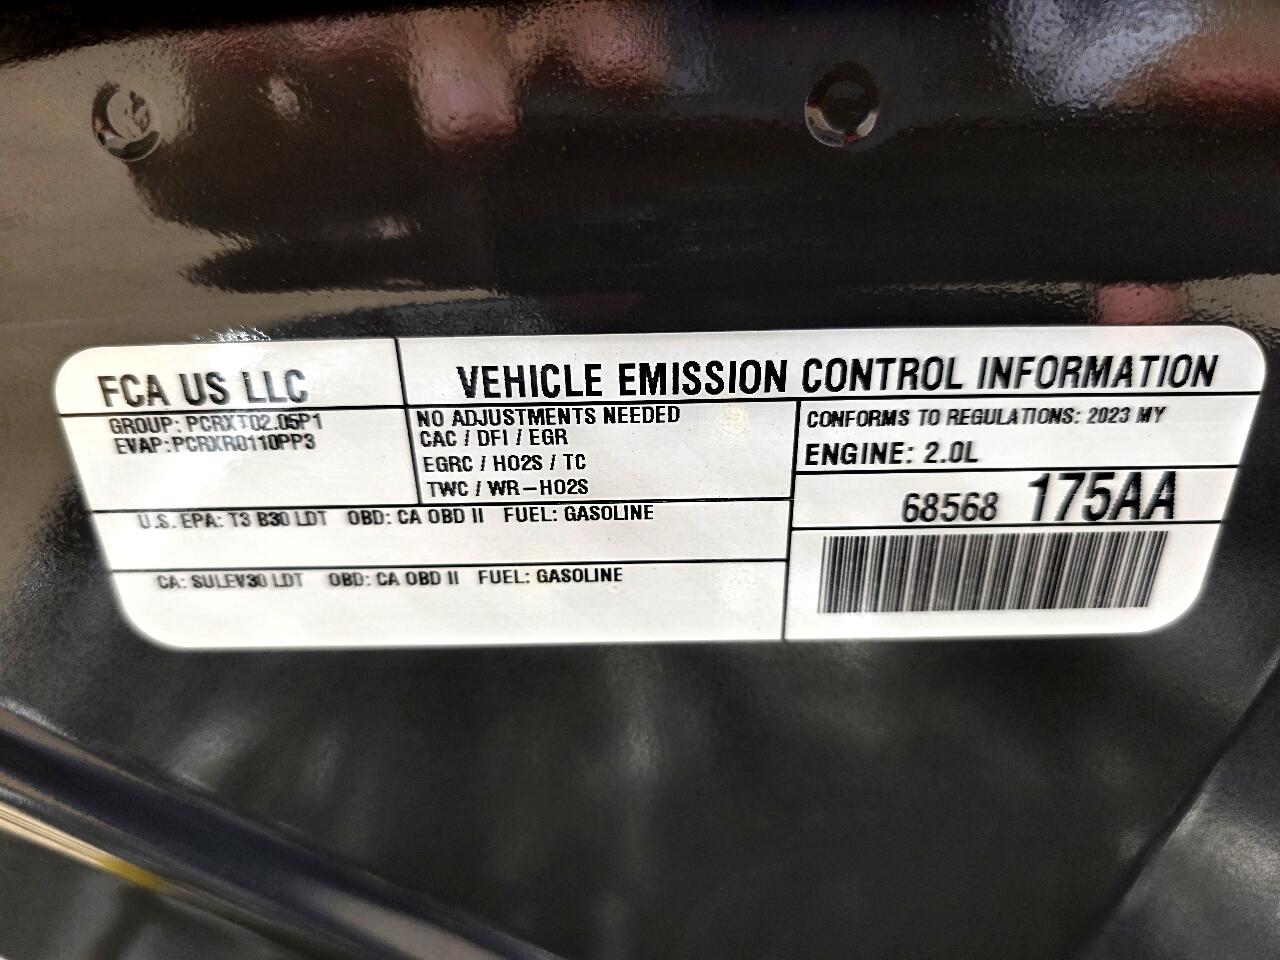 FCA US LLC
VEHICLE EMISSION CONTROL INFORMATION
GROUP: PCRXT02.05P1
EVAP: PCRXR0110PP3
NO ADJUSTMENTS NEEDED
CAC / DFI / EGR
EGRC / HO2S / TC
TWC / WR-HO2S
CONFORMS TO REGULATIONS: 2023 MY
ENGINE: 2.0L
68568 175AA
U.S. EPA: T3 B30 LDT OBD: CA OBD II FUEL: GASOLINE
CA: SULEV30 LDT OBD: CA OBD II FUEL: GASOLINE